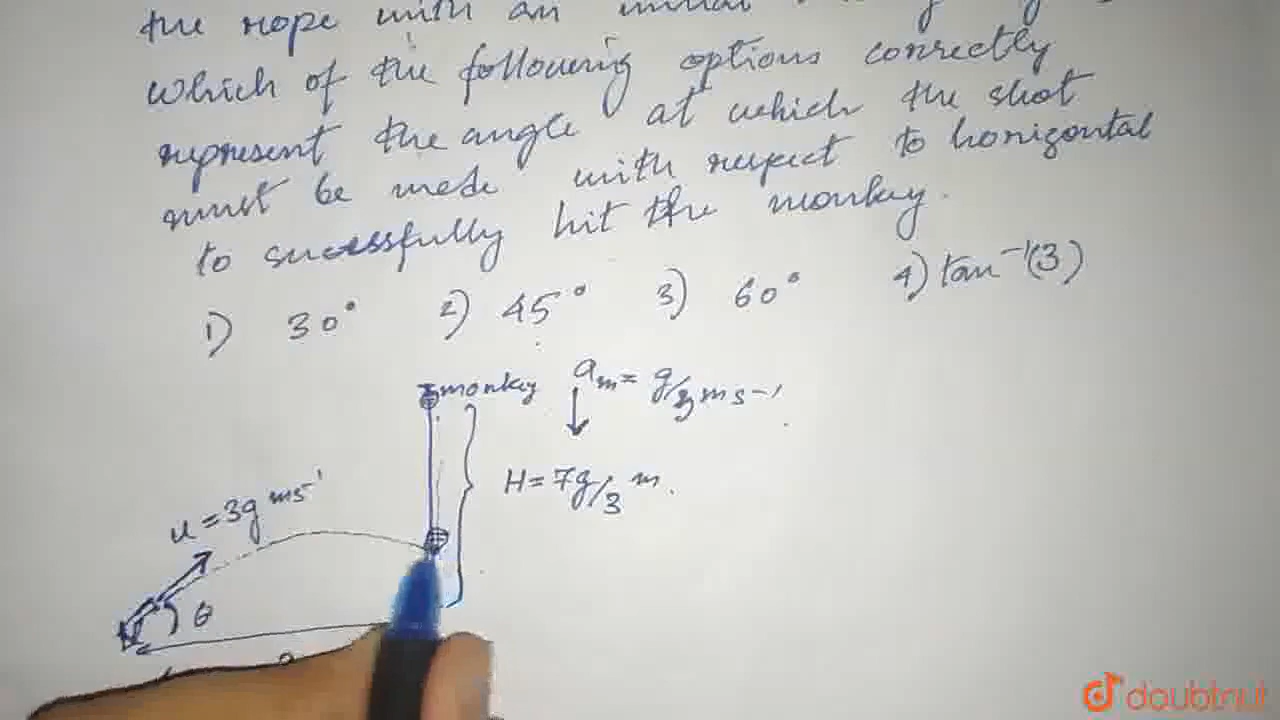 the rope with an initial
which of the following options correctly
represent the angle at which the shot
must be made with respect to horizontal
to sucessfully hit the monkey.
1) 30° 2) 45° 3) 60° 4) tan⁻¹(3)
monkey aₘ = g/3 ms⁻¹
H = 7g/3 m.
u = 3g ms⁻¹
θ
doubtnut